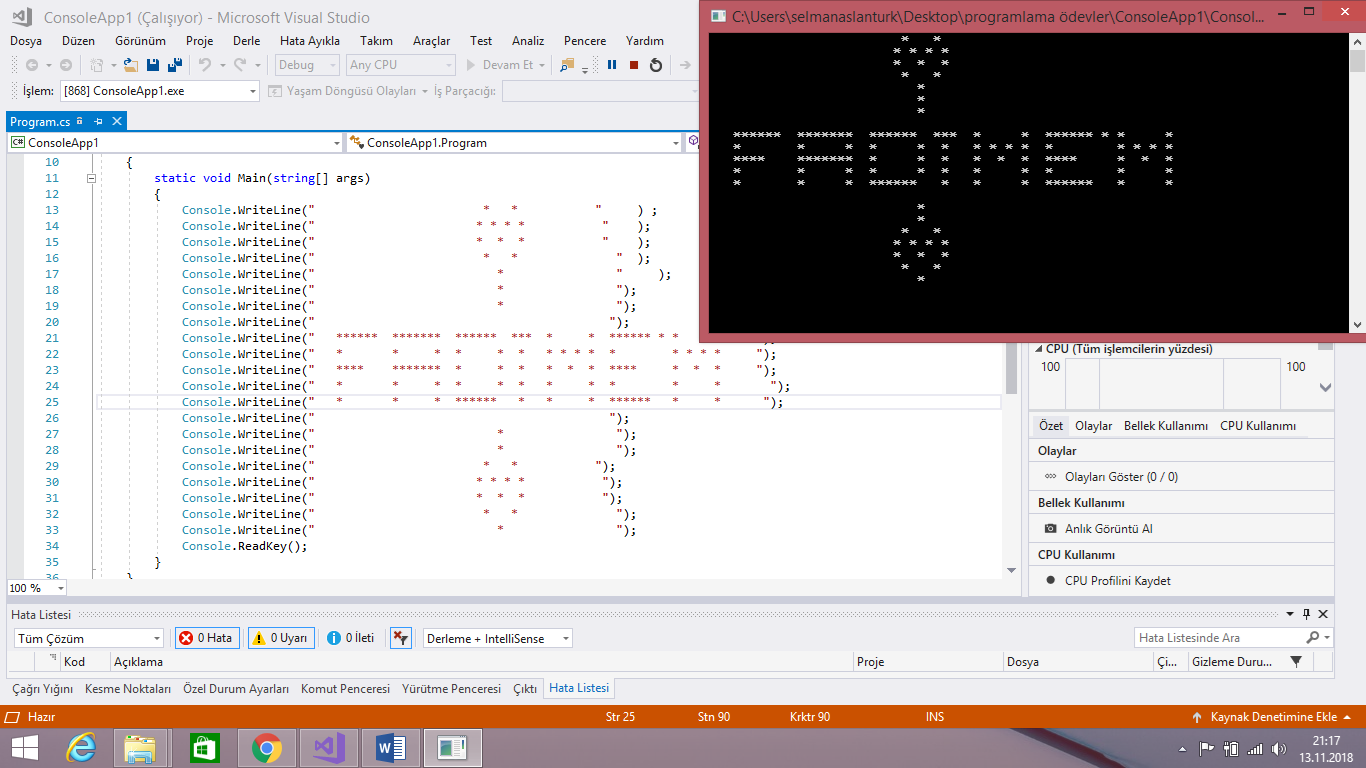 ConsoleApp1 (Çalışıyor) - Microsoft Visual Studio
Dosya Düzen Görünüm Proje Derle Hata Ayıkla Takım Araçlar Test Analiz Pencere Yardım
Debug Any CPU Devam Et
İşlem: [868] ConsoleApp1.exe Yaşam Döngüsü Olayları İş Parçacığı:
Program.cs
ConsoleApp1 ConsoleApp1.Program
10 {
11 static void Main(string[] args)
12 {
13 Console.WriteLine(" * * " ) ;
14 Console.WriteLine(" * * * * " );
15 Console.WriteLine(" * * * " );
16 Console.WriteLine(" * * " );
17 Console.WriteLine(" * " );
18 Console.WriteLine(" * ");
19 Console.WriteLine(" * ");
20 Console.WriteLine(" ");
21 Console.WriteLine(" ****** ******* ****** *** * * ****** * *
22 Console.WriteLine(" * * * * * * * * * * * * * * ");
23 Console.WriteLine(" **** ******* * * * * * * **** * * * ");
24 Console.WriteLine(" * * * * * * * * * * ");
25 Console.WriteLine(" * * * ****** * * * ****** * * ");
26 Console.WriteLine(" ");
27 Console.WriteLine(" * ");
28 Console.WriteLine(" * ");
29 Console.WriteLine(" * * ");
30 Console.WriteLine(" * * * * ");
31 Console.WriteLine(" * * * ");
32 Console.WriteLine(" * * ");
33 Console.WriteLine(" * ");
34 Console.ReadKey();
35 }
36 }
100 %
C:\Users\selmanaslanturk\Desktop\programlama ödevler\ConsoleApp1\Consol...
FADİMEM
CPU (Tüm işlemcilerin yüzdesi)
100 100
Özet Olaylar Bellek Kullanımı CPU Kullanımı
Olaylar
Olayları Göster (0 / 0)
Bellek Kullanımı
Anlık Görüntü Al
CPU Kullanımı
CPU Profilini Kaydet
Hata Listesi
Tüm Çözüm 0 Hata 0 Uyarı 0 İleti Derleme + IntelliSense Hata Listesinde Ara
Kod Açıklama Proje Dosya Çi... Gizleme Duru...
Çağrı Yığını Kesme Noktaları Özel Durum Ayarları Komut Penceresi Yürütme Penceresi Çıktı Hata Listesi
Hazır Str 25 Stn 90 Krktr 90 INS Kaynak Denetimine Ekle
21:17
13.11.2018